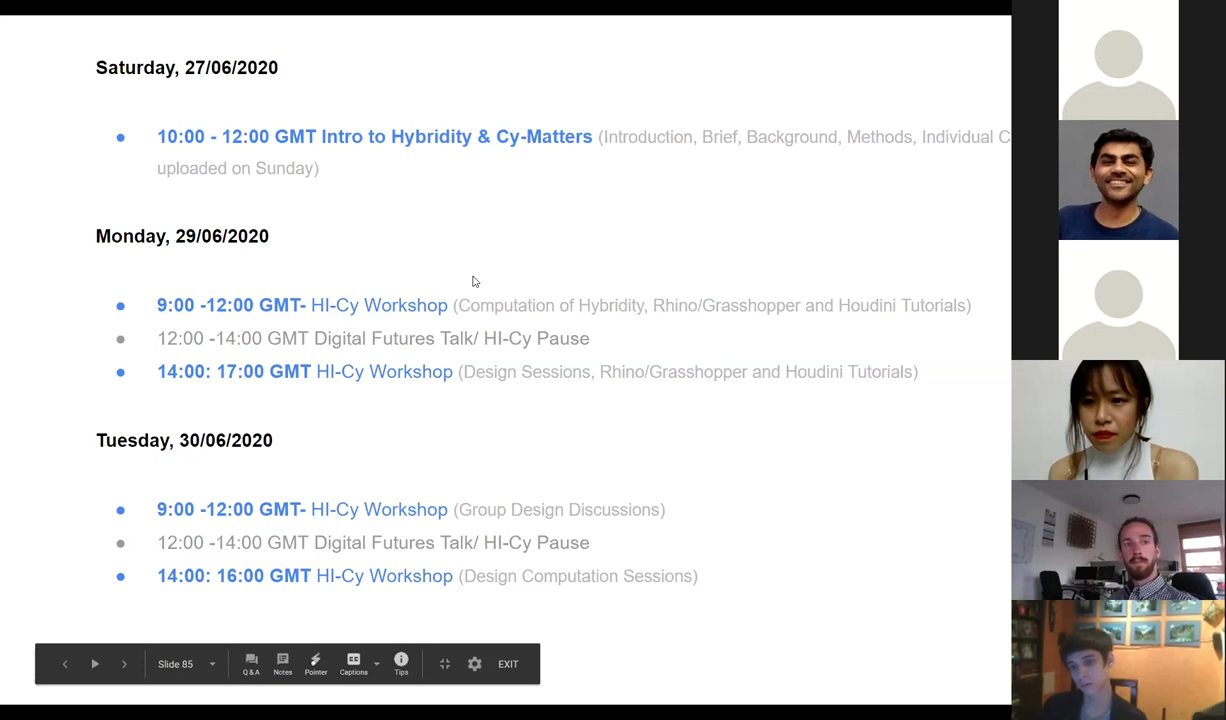 Saturday, 27/06/2020
10:00 - 12:00 GMT Intro to Hybridity & Cy-Matters (Introduction, Brief, Background, Methods, Individual C
uploaded on Sunday)
Monday, 29/06/2020
9:00 -12:00 GMT- HI-Cy Workshop (Computation of Hybridity, Rhino/Grasshopper and Houdini Tutorials)
12:00 -14:00 GMT Digital Futures Talk/ HI-Cy Pause
14:00: 17:00 GMT HI-Cy Workshop (Design Sessions, Rhino/Grasshopper and Houdini Tutorials)
Tuesday, 30/06/2020
9:00 -12:00 GMT- HI-Cy Workshop (Group Design Discussions)
12:00 -14:00 GMT Digital Futures Talk/ HI-Cy Pause
14:00: 16:00 GMT HI-Cy Workshop (Design Computation Sessions)
Slide 85 Q&A Notes Pointer CC Captions Tips EXIT